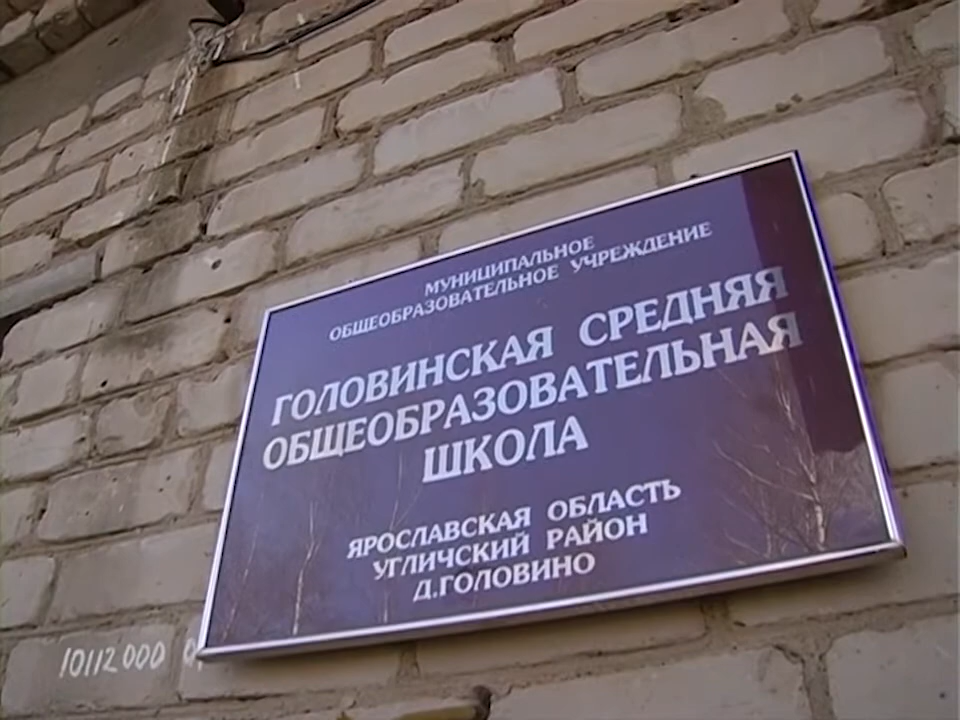 МУНИЦИПАЛЬНОЕ
ОБЩЕОБРАЗОВАТЕЛЬНОЕ УЧРЕЖДЕНИЕ
ГОЛОВИНСКАЯ СРЕДНЯЯ
ОБЩЕОБРАЗОВАТЕЛЬНАЯ
ШКОЛА
ЯРОСЛАВСКАЯ ОБЛАСТЬ
УГЛИЧСКИЙ РАЙОН
Д.ГОЛОВИНО